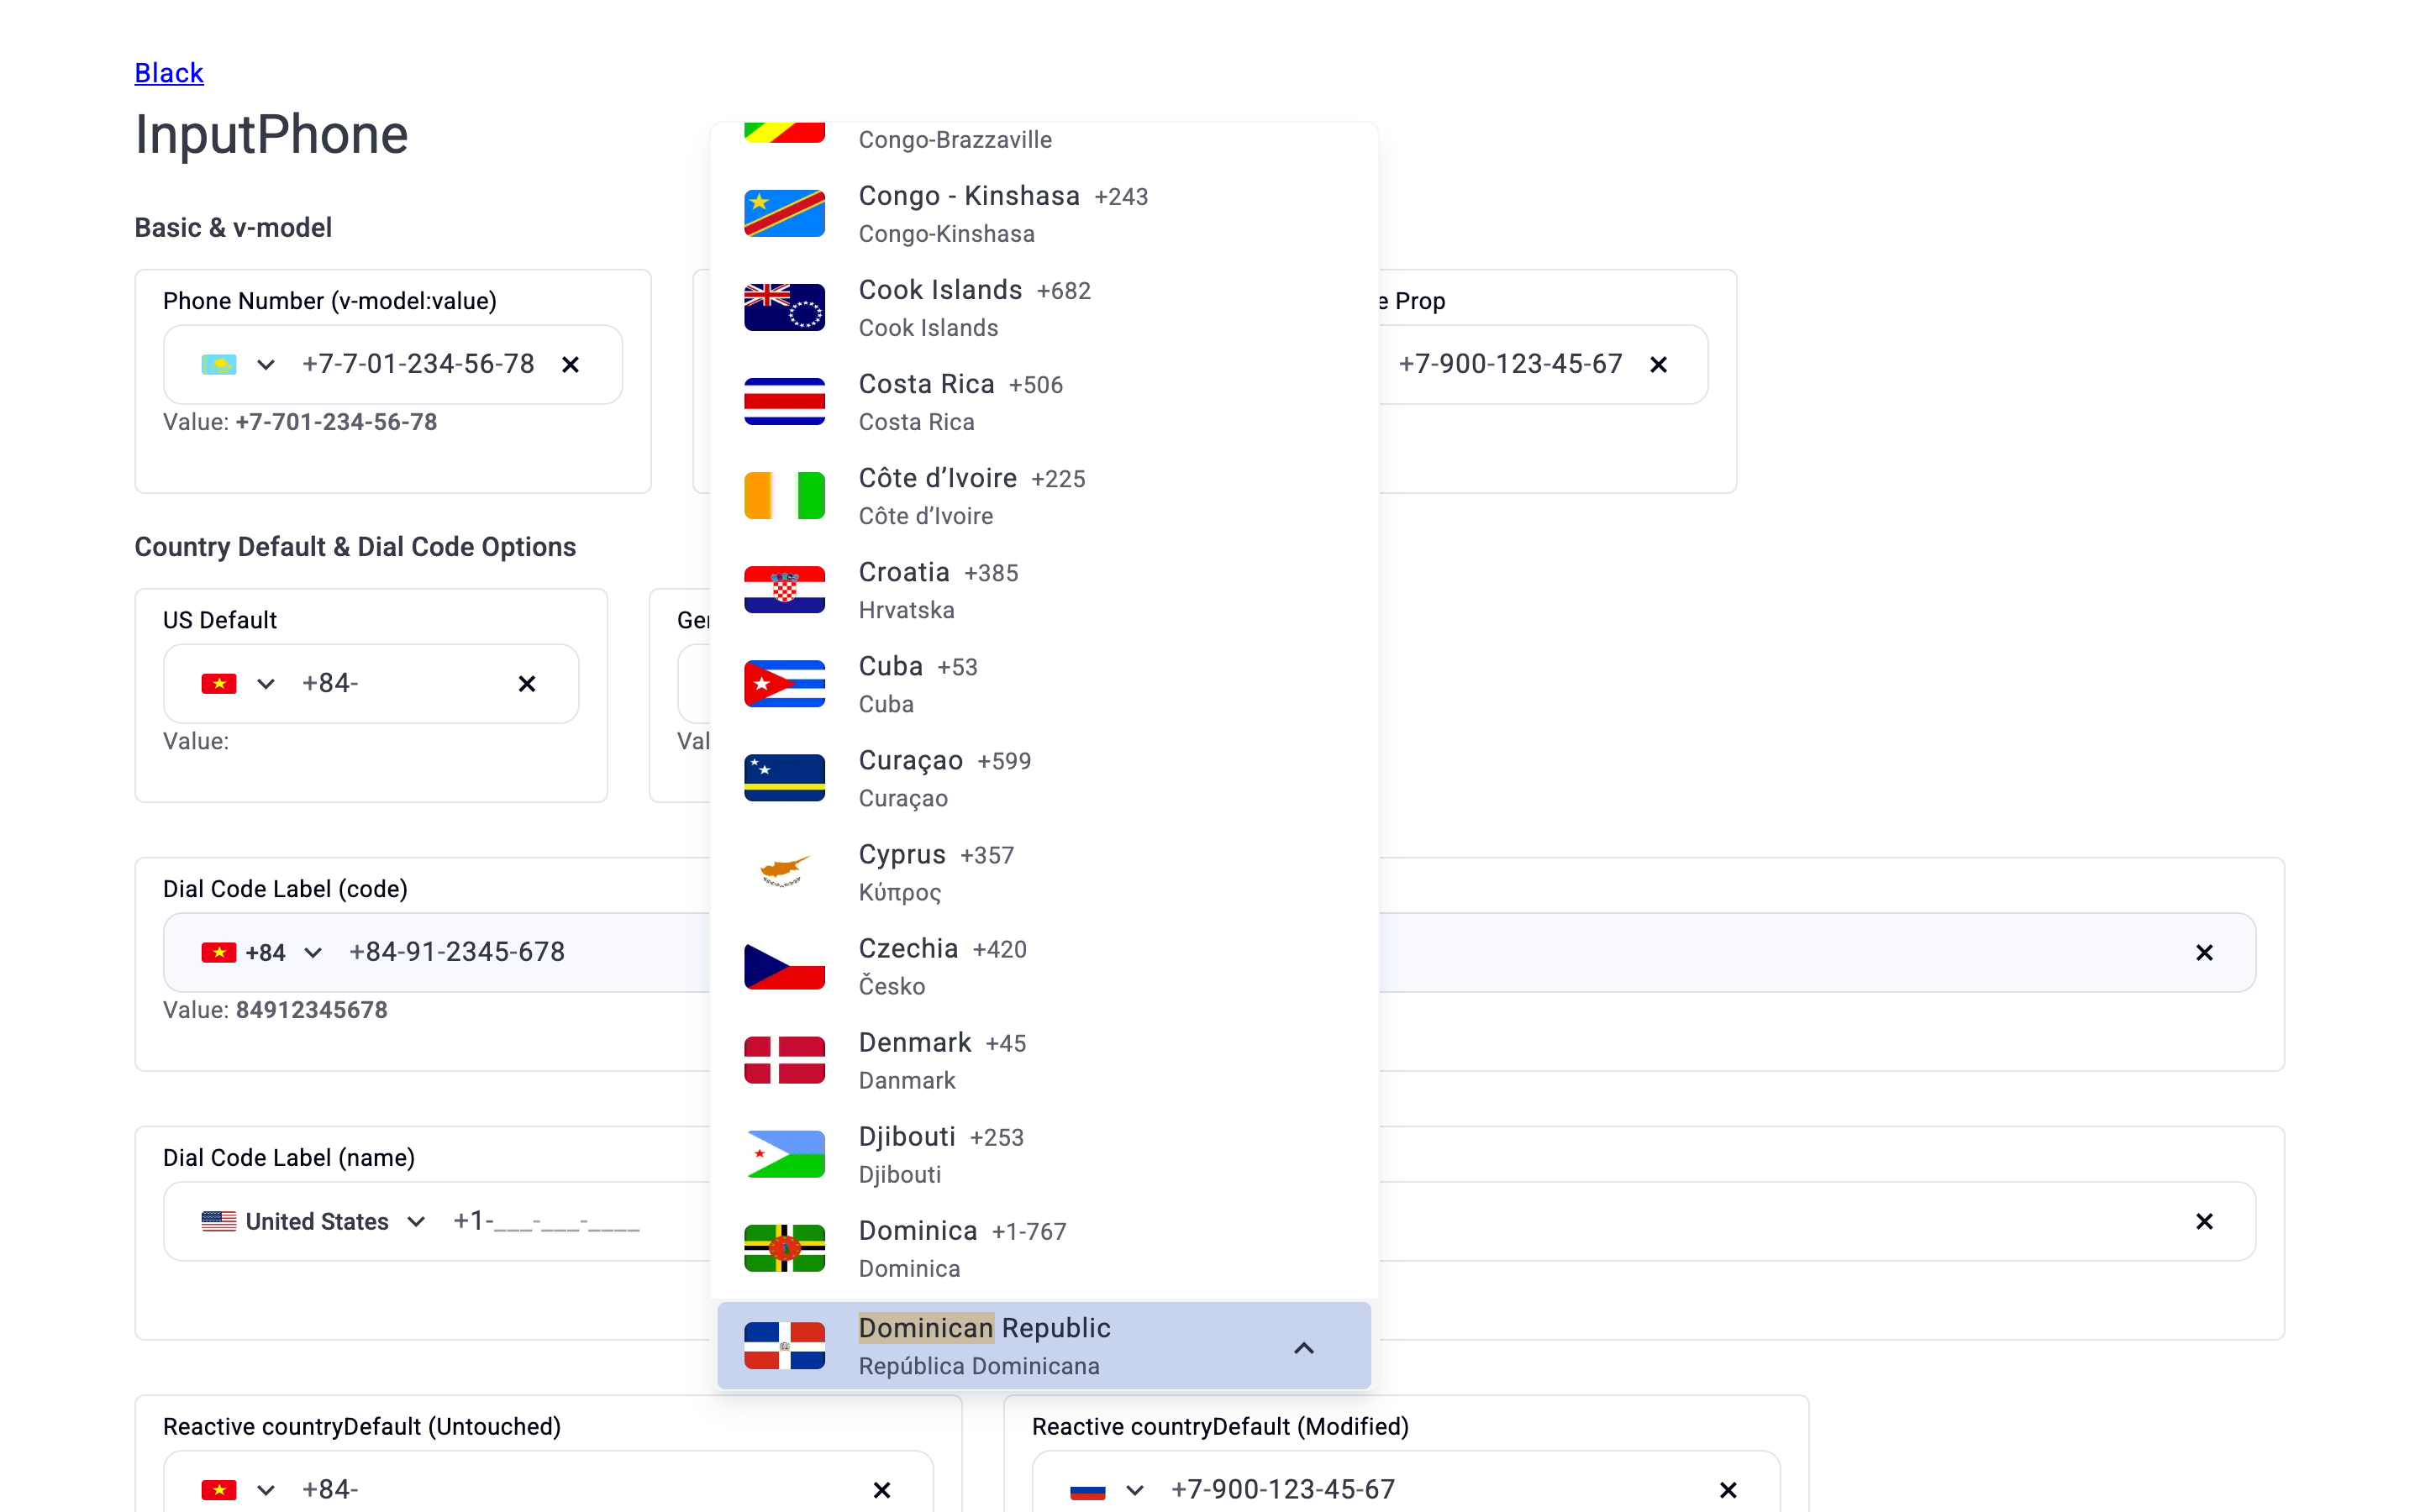 Black
InputPhone
Basic & v-model
Phone Number (v-model:value)
+7-7-01-234-56-78
Value: +7-701-234-56-78
e Prop
+7-900-123-45-67
Country Default & Dial Code Options
US Default
+84-
Value:
Ger
Val
Dial Code Label (code)
+84 +84-91-2345-678
Value: 84912345678
Dial Code Label (name)
United States +1-___-___-____
Reactive countryDefault (Untouched)
+84-
Reactive countryDefault (Modified)
+7-900-123-45-67
Congo-Brazzaville
Congo - Kinshasa +243
Congo-Kinshasa
Cook Islands +682
Cook Islands
Costa Rica +506
Costa Rica
Côte d’Ivoire +225
Côte d’Ivoire
Croatia +385
Hrvatska
Cuba +53
Cuba
Curaçao +599
Curaçao
Cyprus +357
Κύπρος
Czechia +420
Česko
Denmark +45
Danmark
Djibouti +253
Djibouti
Dominica +1-767
Dominica
Dominican Republic
República Dominicana